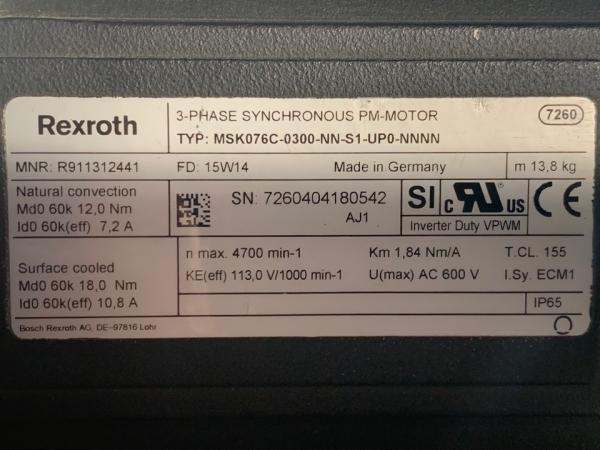 Rexroth
3-PHASE SYNCHRONOUS PM-MOTOR
7260
TYP: MSK076C-0300-NN-S1-UP0-NNNN
MNR: R911312441 FD: 15W14 Made in Germany m 13,8 kg
Natural convection
Md0 60k 12,0 Nm
Id0 60k(eff) 7,2 A
SN: 7260404180542
AJ1
SI c RU US CE
Inverter Duty VPWM
Surface cooled
Md0 60k 18,0 Nm
Id0 60k(eff) 10,8 A
n max. 4700 min-1 Km 1,84 Nm/A T.CL. 155
KE(eff) 113,0 V/1000 min-1 U(max) AC 600 V I.Sy. ECM1
IP65
Bosch Rexroth AG, DE-97816 Lohr